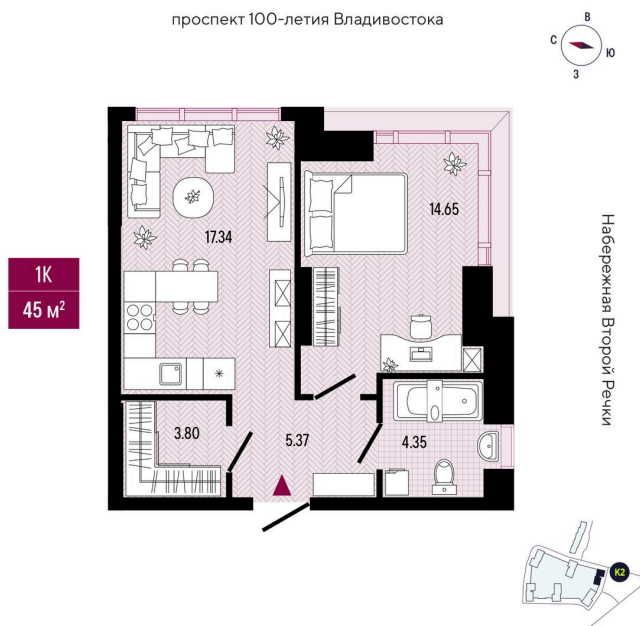 проспект 100-летия Владивостока
В
С
Ю
З
17.34
14.65
1К
45 м²
Набережная Второй Речки
3.80
5.37
4.35
К2